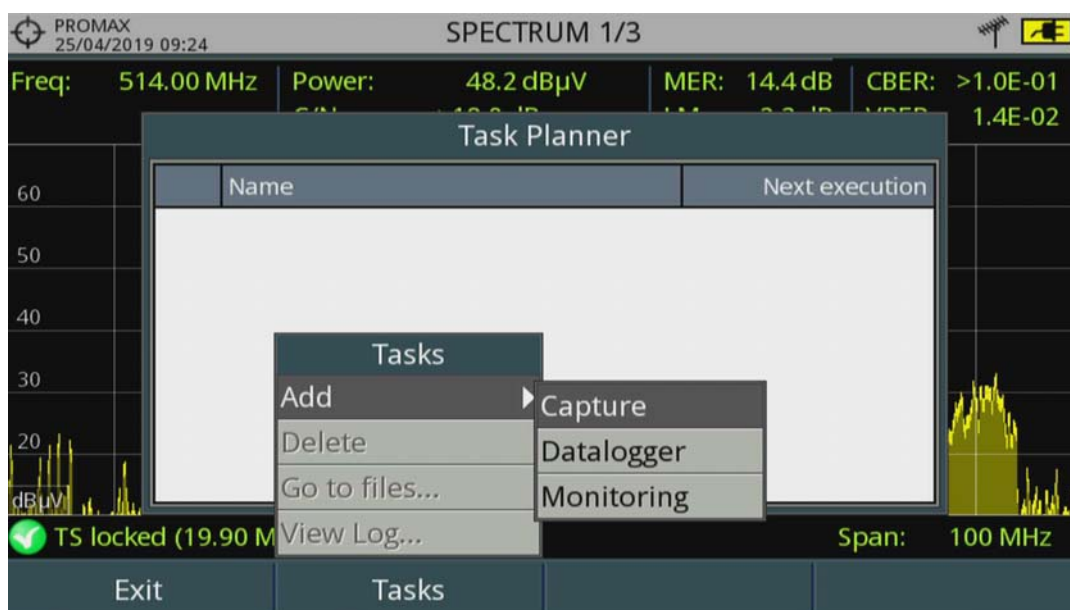 PROMAX
25/04/2019 09:24
SPECTRUM 1/3
Freq: 514.00 MHz Power: 48.2 dBµV MER: 14.4 dB CBER: >1.0E-01
1.4E-02
Task Planner
Name Next execution
60
50
40
30
20
dBµV
Tasks
Add
Delete
Go to files...
View Log...
Capture
Datalogger
Monitoring
TS locked (19.90 M
Span: 100 MHz
Exit Tasks